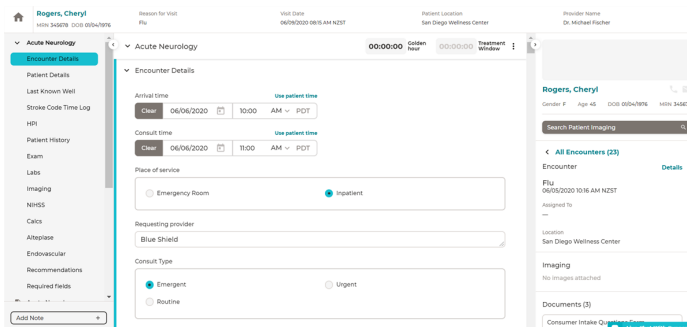 Rogers, Cheryl
MRN 345678 DOB 01/04/1976
Reason for Visit
Flu
Visit Date
06/09/2020 08:15 AM NZST
Patient Location
San Diego Wellness Center
Provider Name
Dr. Michael Fischer
Acute Neurology
Encounter Details
Patient Details
Last Known Well
Stroke Code Time Log
HPI
Patient History
Exam
Labs
Imaging
NIHSS
Calcs
Alteplase
Endovascular
Recommendations
Required fields
Add Note +
Acute Neurology
00:00:00 Golden hour
00:00:00 Treatment Window
Encounter Details
Arrival time Use patient time
Clear 06/06/2020 10:00 AM PDT
Consult time Use patient time
Clear 06/06/2020 11:00 AM PDT
Place of service
Emergency Room Inpatient
Requesting provider
Blue Shield
Consult Type
Emergent Urgent
Routine
Rogers, Cheryl
Gender F Age 45 DOB 01/04/1976 MRN 34567
Search Patient Imaging
All Encounters (23)
Encounter Details
Flu
06/05/2020 10:16 AM NZST
Assigned To
—
Location
San Diego Wellness Center
Imaging
No images attached
Documents (3)
Consumer Intake